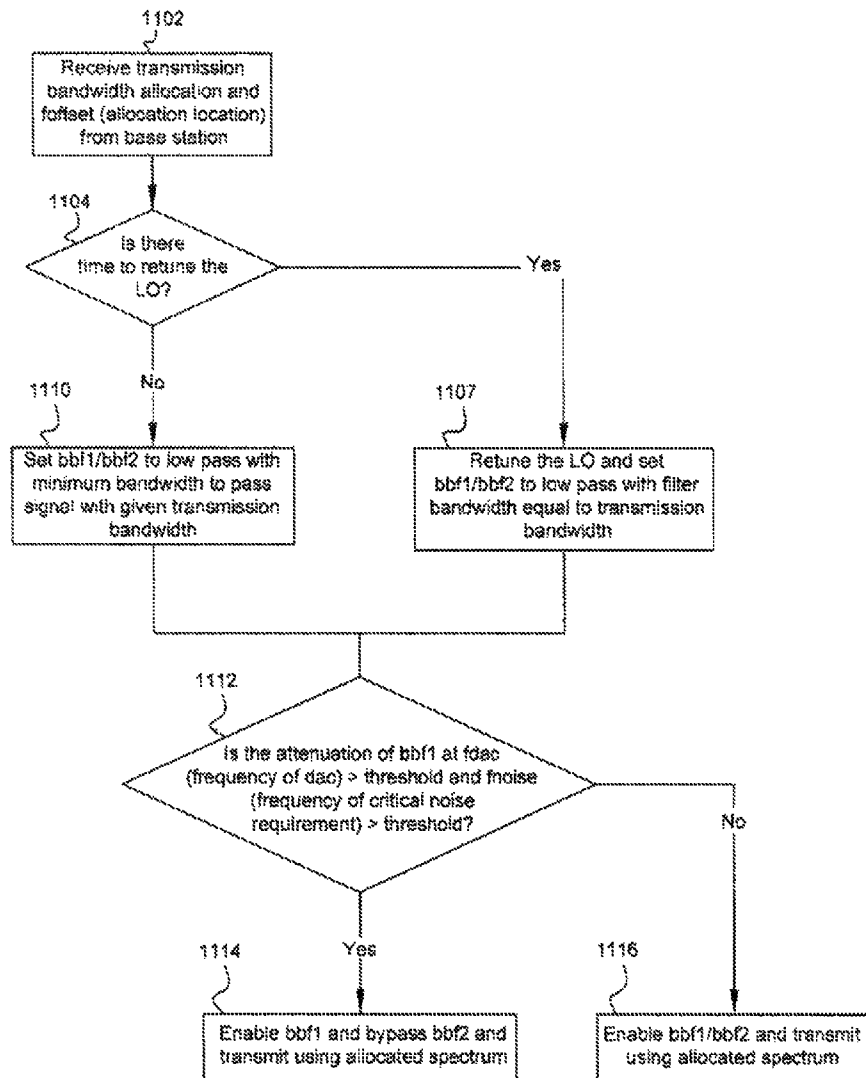 1102
Receive transmission
bandwidth allocation and
foffset (allocation location)
from base station
1104
Is there
time to retune the
LO?
Yes
No
1110
Set bbf1/bbf2 to low pass with
minimum bandwidth to pass
signal with given transmission
bandwidth
1107
Retune the LO and set
bbf1/bbf2 to low pass with filter
bandwidth equal to transmission
bandwidth
1112
Is the attenuation of bbf1 at fdac
(frequency of dac) > threshold and fnoise
(frequency of critical noise
requirement) > threshold?
No
Yes
1114
Enable bbf1 and bypass bbf2 and
transmit using allocated spectrum
1116
Enable bbf1/bbf2 and transmit
using allocated spectrum